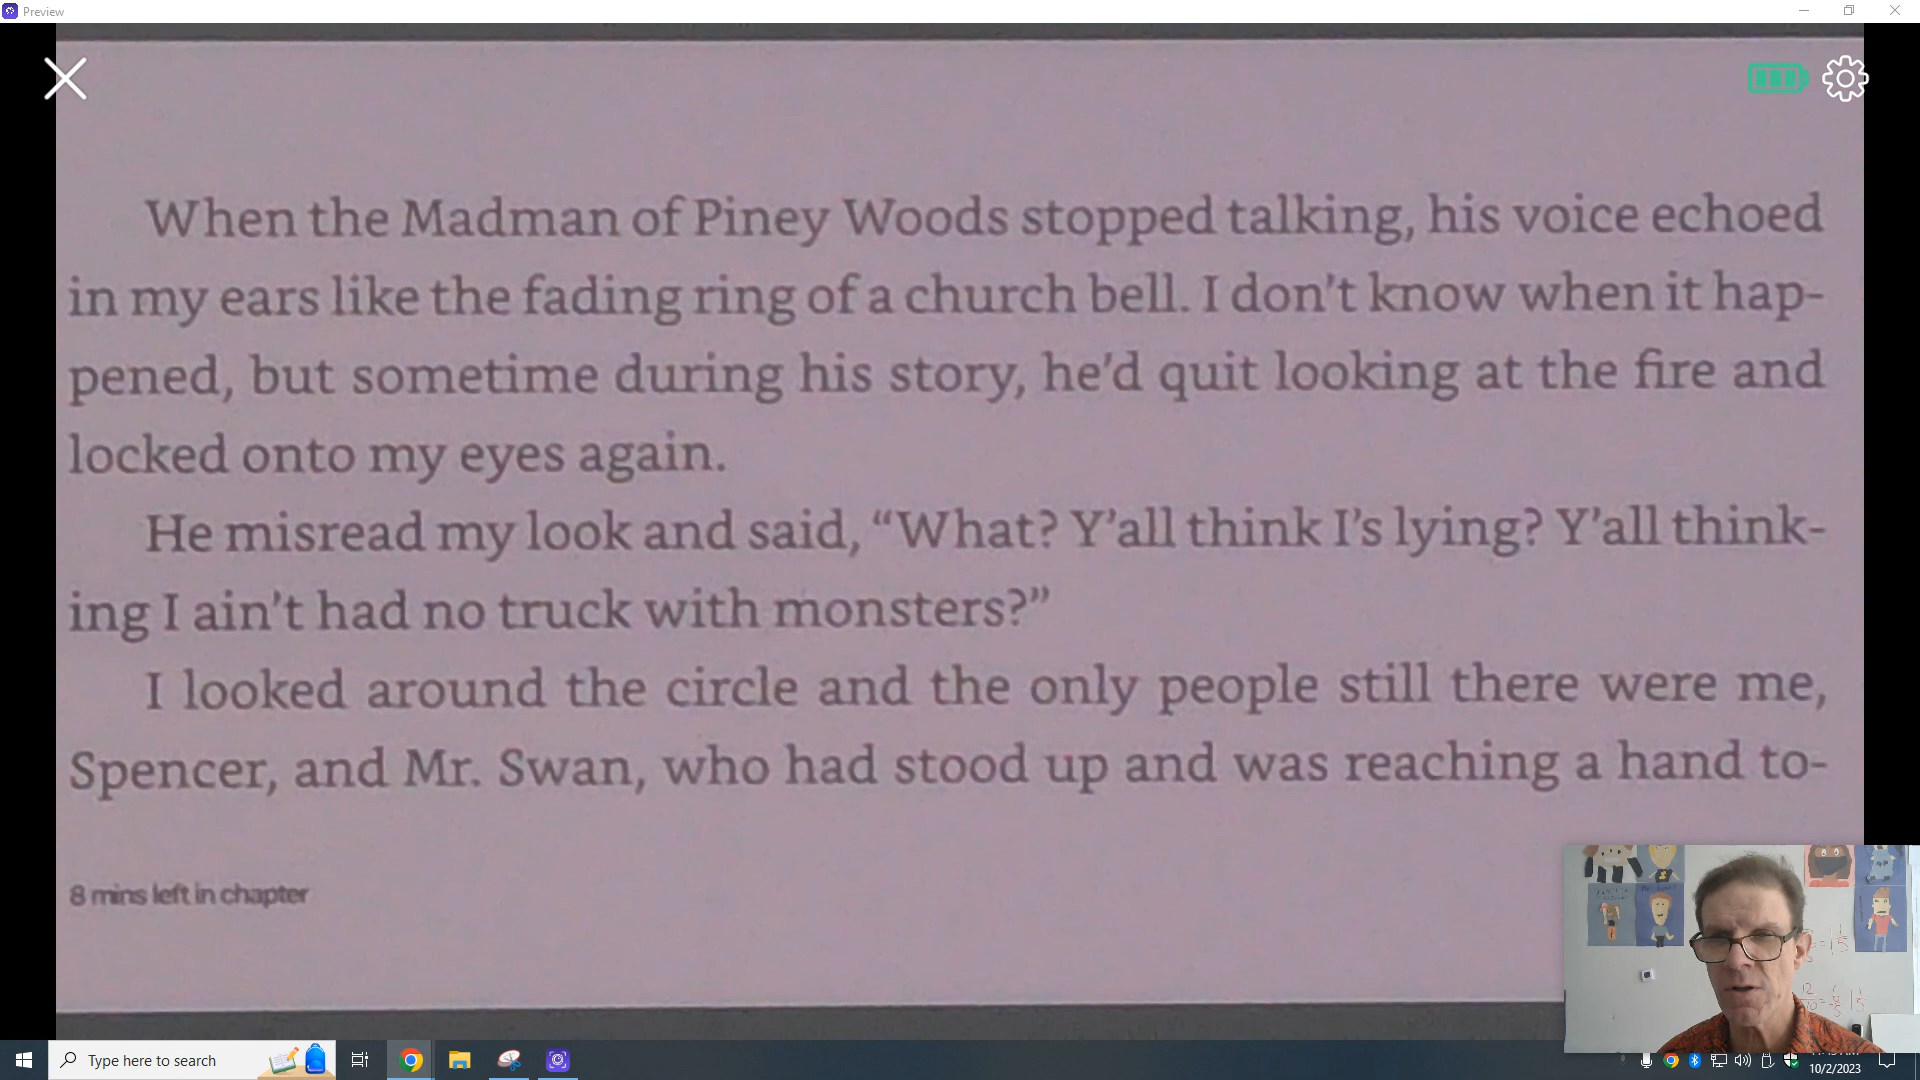 Preview
When the Madman of Piney Woods stopped talking, his voice echoed
in my ears like the fading ring of a church bell. I don't know when it hap-
pened, but sometime during his story, he'd quit looking at the fire and
locked onto my eyes again.
He misread my look and said, “What? Y'all think I's lying? Y'all think-
ing I ain't had no truck with monsters?”
I looked around the circle and the only people still there were me,
Spencer, and Mr. Swan, who had stood up and was reaching a hand to-
8 mins left in chapter
Type here to search
10/2/2023